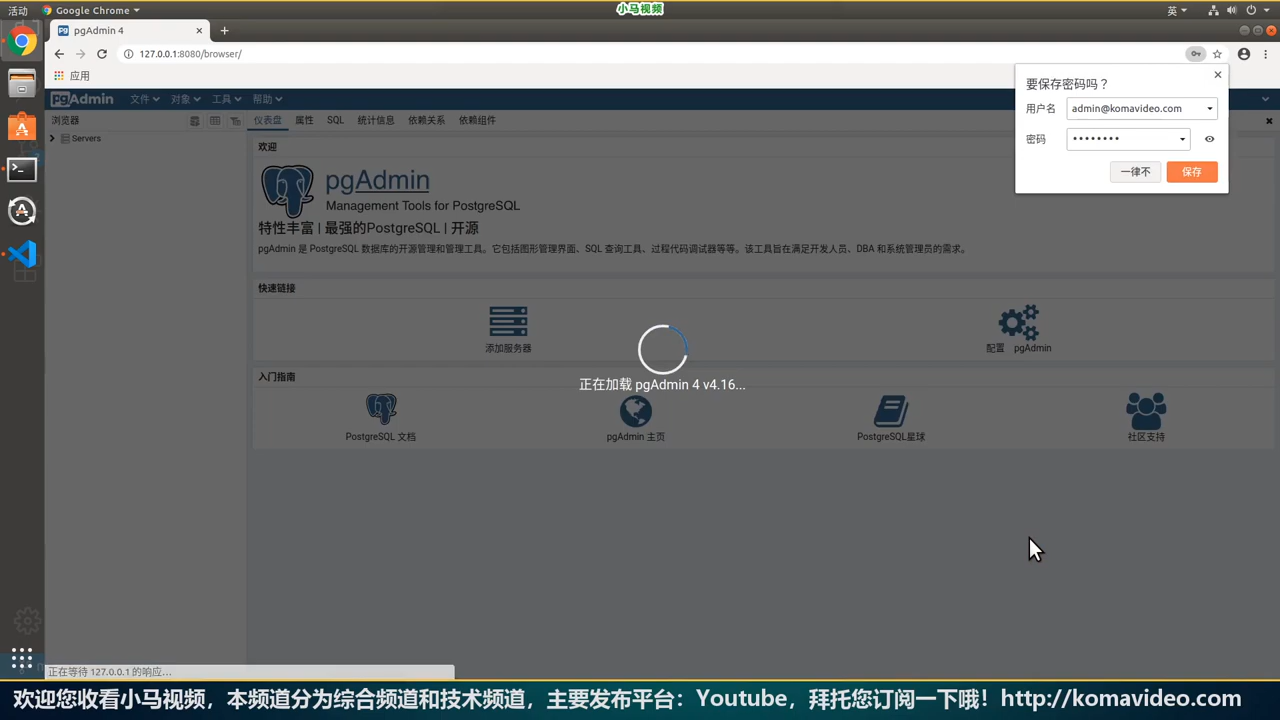 活动
Google Chrome
小马视频
英
pgAdmin 4
127.0.0.1:8080/browser/
应用
要保存密码吗？
用户名
admin@komavideo.com
密码
••••••••
一律不
保存
pgAdmin
文件
对象
工具
帮助
浏览器
仪表盘
属性
SQL
统计信息
依赖关系
依赖组件
Servers
欢迎
pgAdmin
Management Tools for PostgreSQL
特性丰富 | 最强的PostgreSQL | 开源
pgAdmin 是 PostgreSQL 数据库的开源管理和管理工具。它包括图形管理界面、SQL 查询工具、过程代码调试器等等。该工具旨在满足开发人员、DBA 和系统管理员的需求。
快速链接
添加服务器
配置 pgAdmin
正在加载 pgAdmin 4 v4.16...
入门指南
PostgreSQL 文档
pgAdmin 主页
PostgreSQL星球
社区支持
正在等待 127.0.0.1 的响应...
欢迎您收看小马视频，本频道分为综合频道和技术频道，主要发布平台：Youtube，拜托您订阅一下哦！http://komavideo.com